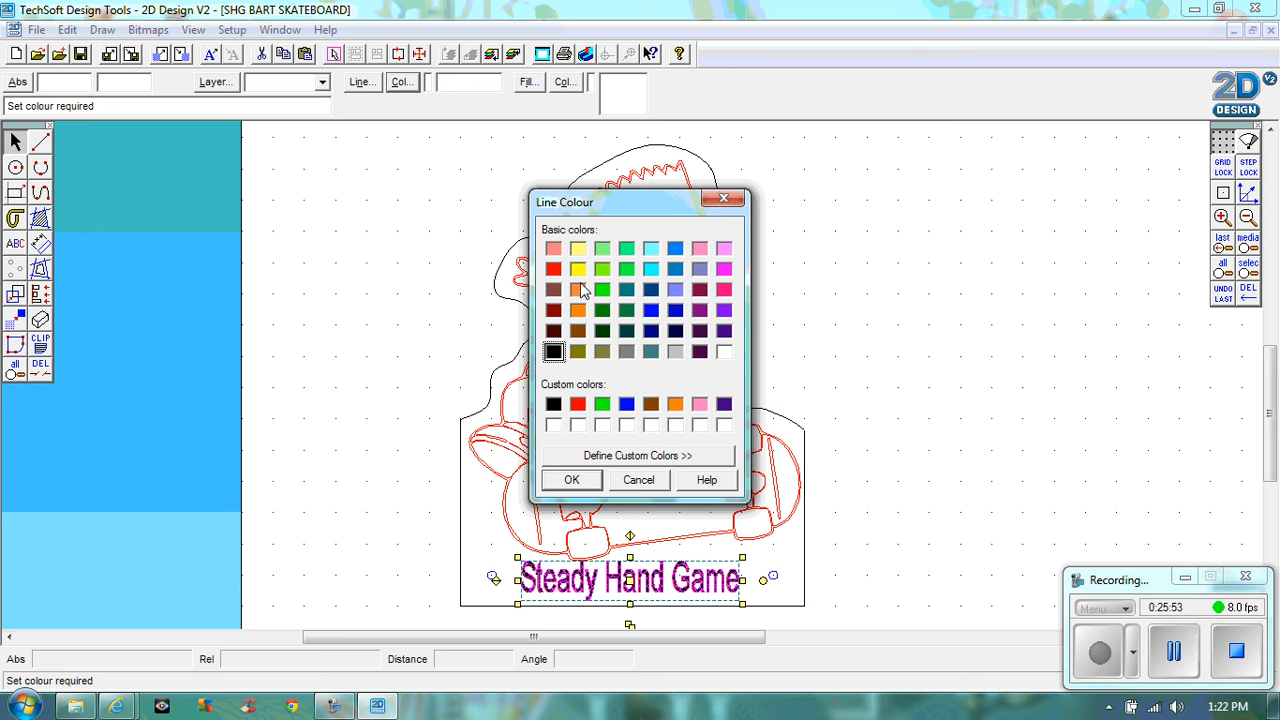 TechSoft Design Tools - 2D Design V2 - [SHG BART SKATEBOARD]
File Edit Draw Bitmaps View Setup Window Help
Abs Layer... Line... Col... Fill... Col...
2D V2
DESIGN
Set colour required
GRID LOCK STEP LOCK
ABC
last media
all selec
UNDO LAST DEL
CLIP
all DEL
Line Colour
Basic colors:
Custom colors:
Define Custom Colors >>
OK Cancel Help
Steady Hand Game
Recording...
Menu 0:25:53 8.0 fps
Abs Rel Distance Angle
Set colour required
1:22 PM